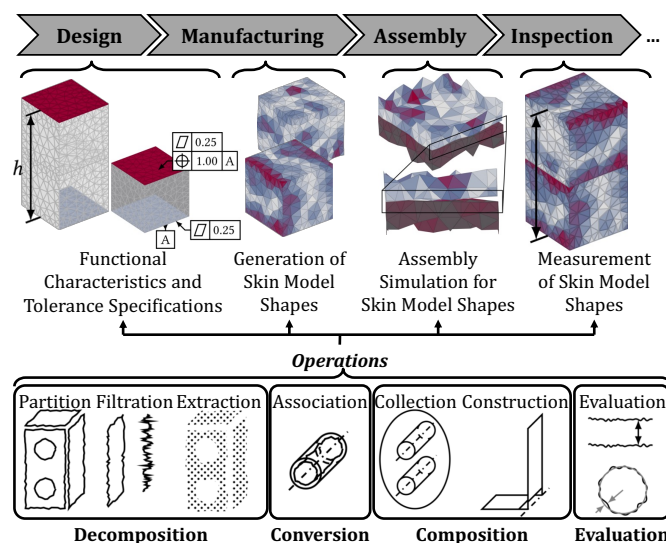 Design Manufacturing Assembly Inspection ...
h
⏥ 0.25
⌖ 1.00 A
⏥ 0.25
A
Functional
Characteristics and
Tolerance Specifications
Generation of
Skin Model
Shapes
Assembly
Simulation for
Skin Model Shapes
Measurement
of Skin Model
Shapes
Operations
Partition Filtration Extraction Association Collection Construction Evaluation
Decomposition Conversion Composition Evaluation